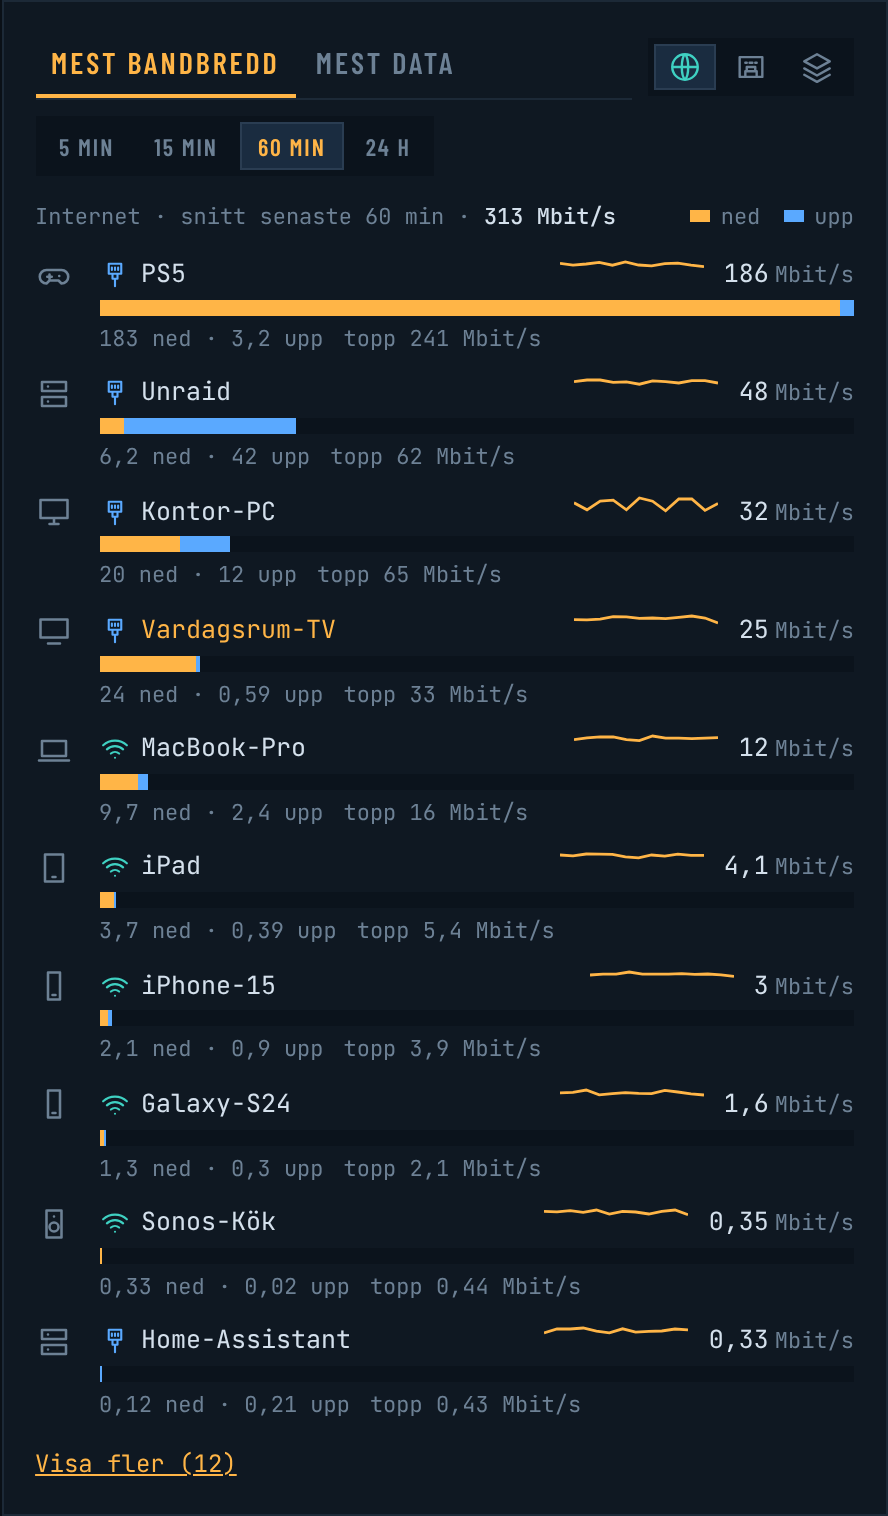 MEST BANDBREDD MEST DATA
5 MIN 15 MIN 60 MIN 24 H
Internet · snitt senaste 60 min · 313 Mbit/s ned upp
PS5 186 Mbit/s
183 ned · 3,2 upp topp 241 Mbit/s
Unraid 48 Mbit/s
6,2 ned · 42 upp topp 62 Mbit/s
Kontor-PC 32 Mbit/s
20 ned · 12 upp topp 65 Mbit/s
Vardagsrum-TV 25 Mbit/s
24 ned · 0,59 upp topp 33 Mbit/s
MacBook-Pro 12 Mbit/s
9,7 ned · 2,4 upp topp 16 Mbit/s
iPad 4,1 Mbit/s
3,7 ned · 0,39 upp topp 5,4 Mbit/s
iPhone-15 3 Mbit/s
2,1 ned · 0,9 upp topp 3,9 Mbit/s
Galaxy-S24 1,6 Mbit/s
1,3 ned · 0,3 upp topp 2,1 Mbit/s
Sonos-Kök 0,35 Mbit/s
0,33 ned · 0,02 upp topp 0,44 Mbit/s
Home-Assistant 0,33 Mbit/s
0,12 ned · 0,21 upp topp 0,43 Mbit/s
Visa fler (12)